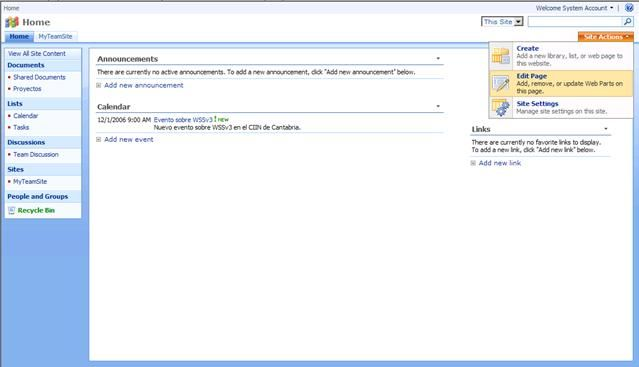 Home
Welcome System Account
Home
This Site
Home MyTeamSite
Site Actions
View All Site Content
Documents
Shared Documents
Proyectos
Lists
Calendar
Tasks
Discussions
Team Discussion
Sites
MyTeamSite
People and Groups
Recycle Bin
Announcements
There are currently no active announcements. To add a new announcement, click "Add new announcement" below.
Add new announcement
Calendar
12/1/2006 9:00 AM Evento sobre WSSv3 ! NEW
Nuevo evento sobre WSSv3 en el CIIN de Cantabria.
Add new event
Create
Add a new library, list, or web page to
this website.
Edit Page
Add, remove, or update Web Parts on
this page.
Site Settings
Manage site settings on this site.
Links
There are currently no favorite links to display.
To add a new link, click "Add new link" below.
Add new link